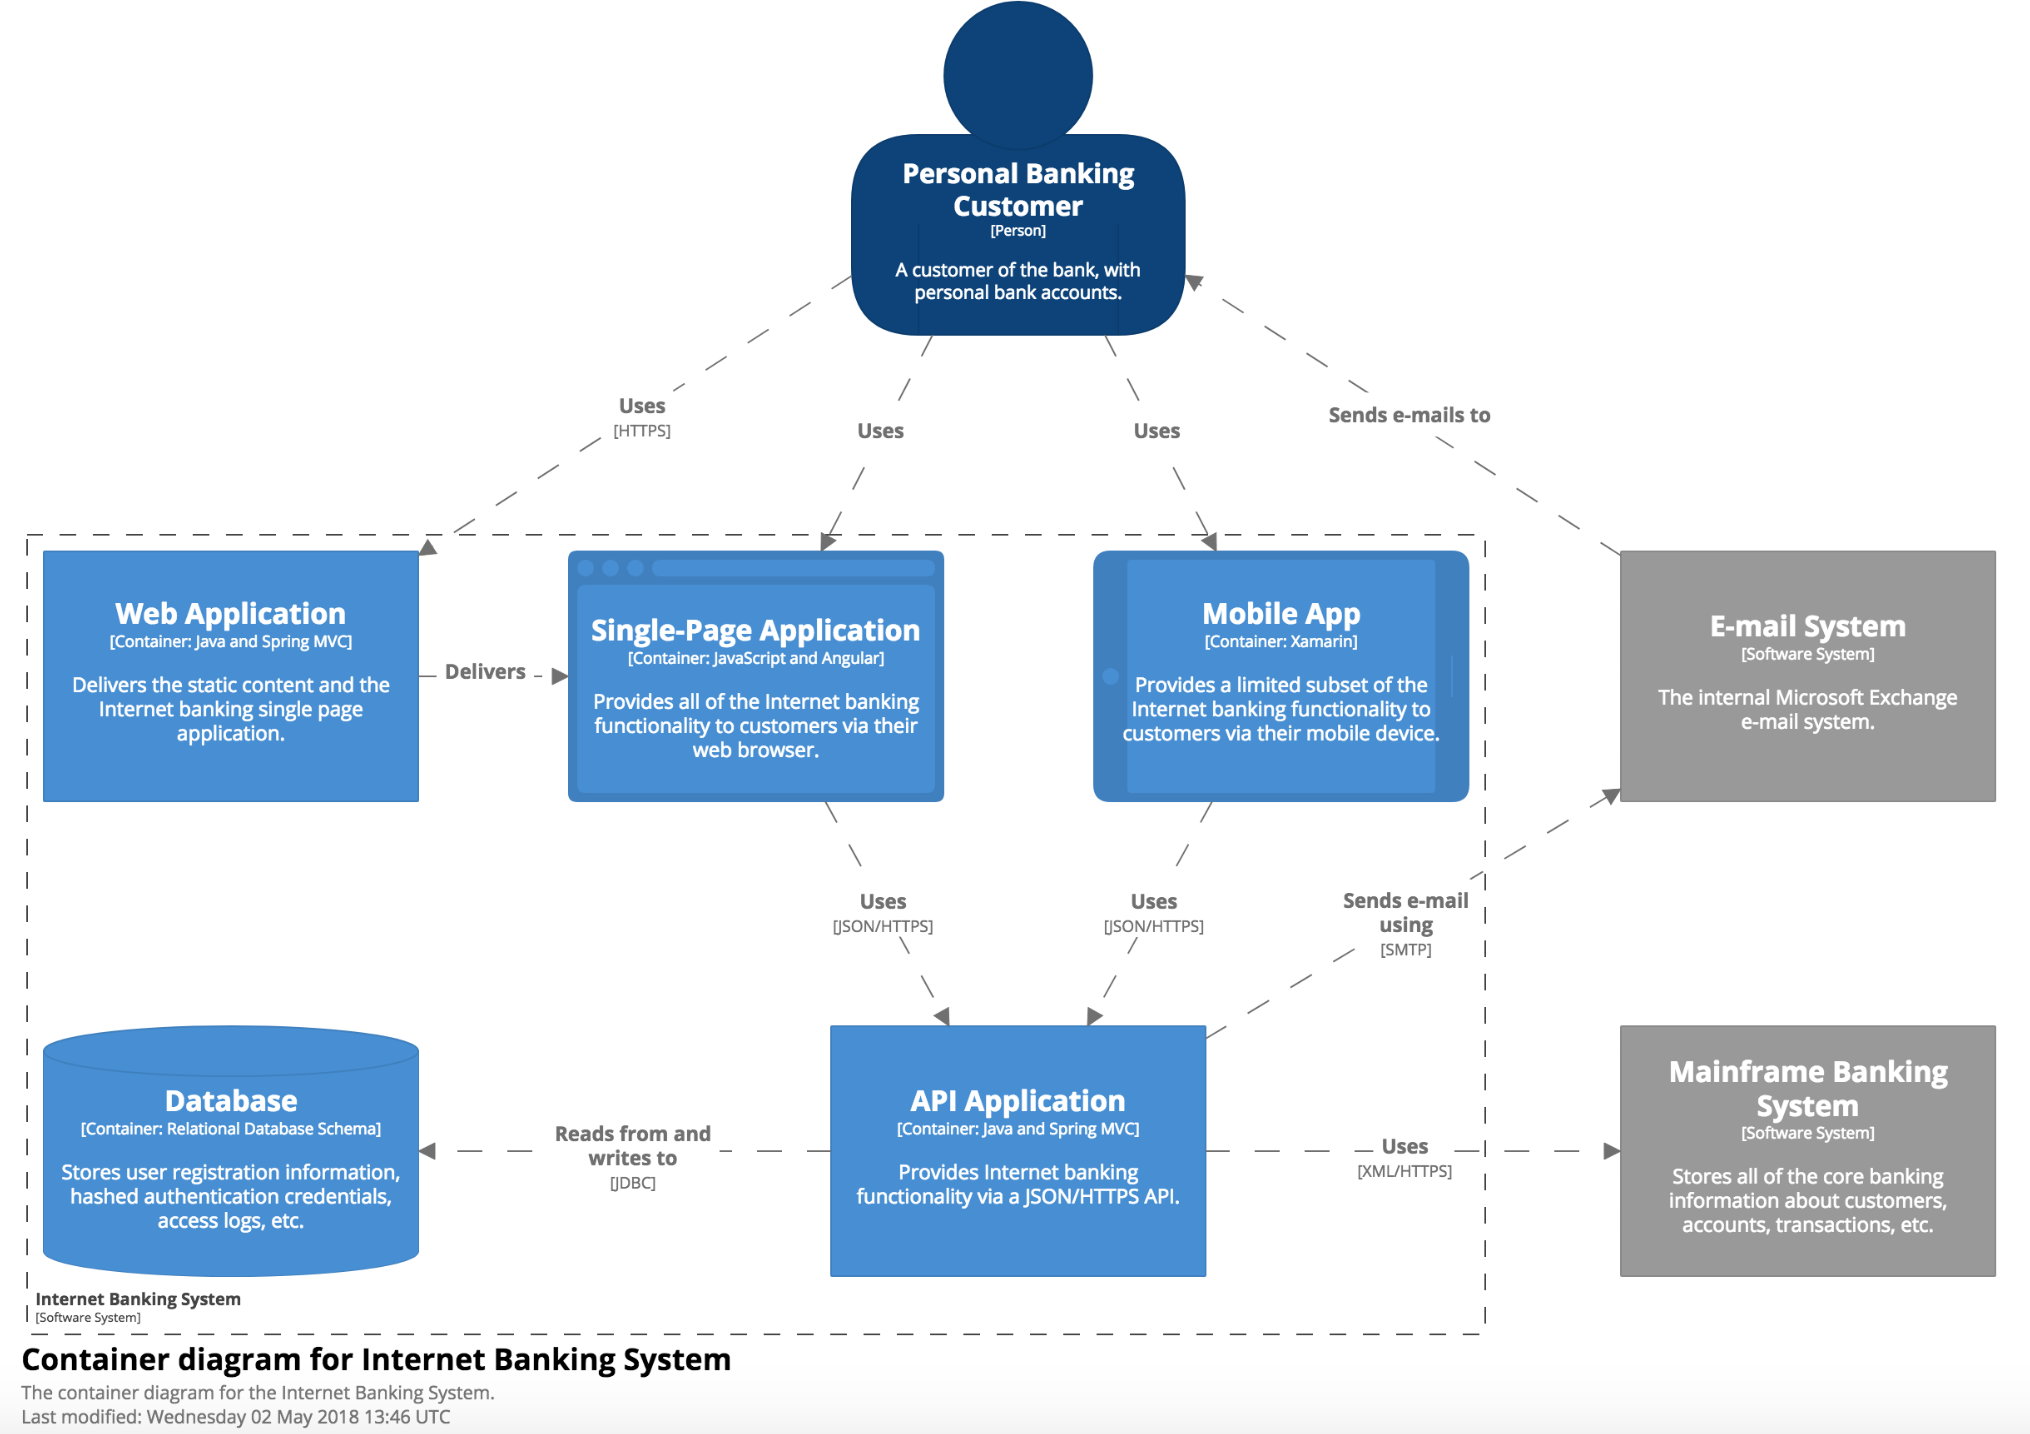 Personal Banking
Customer
[Person]
A customer of the bank, with
personal bank accounts.
Uses
[HTTPS]
Uses
Uses
Sends e-mails to
Web Application
[Container: Java and Spring MVC]
Delivers the static content and the
Internet banking single page
application.
Delivers
Single-Page Application
[Container: JavaScript and Angular]
Provides all of the Internet banking
functionality to customers via their
web browser.
Mobile App
[Container: Xamarin]
Provides a limited subset of the
Internet banking functionality to
customers via their mobile device.
E-mail System
[Software System]
The internal Microsoft Exchange
e-mail system.
Uses
[JSON/HTTPS]
Uses
[JSON/HTTPS]
Sends e-mail
using
[SMTP]
Database
[Container: Relational Database Schema]
Stores user registration information,
hashed authentication credentials,
access logs, etc.
Reads from and
writes to
[JDBC]
API Application
[Container: Java and Spring MVC]
Provides Internet banking
functionality via a JSON/HTTPS API.
Uses
[XML/HTTPS]
Mainframe Banking
System
[Software System]
Stores all of the core banking
information about customers,
accounts, transactions, etc.
Internet Banking System
[Software System]
Container diagram for Internet Banking System
The container diagram for the Internet Banking System.
Last modified: Wednesday 02 May 2018 13:46 UTC